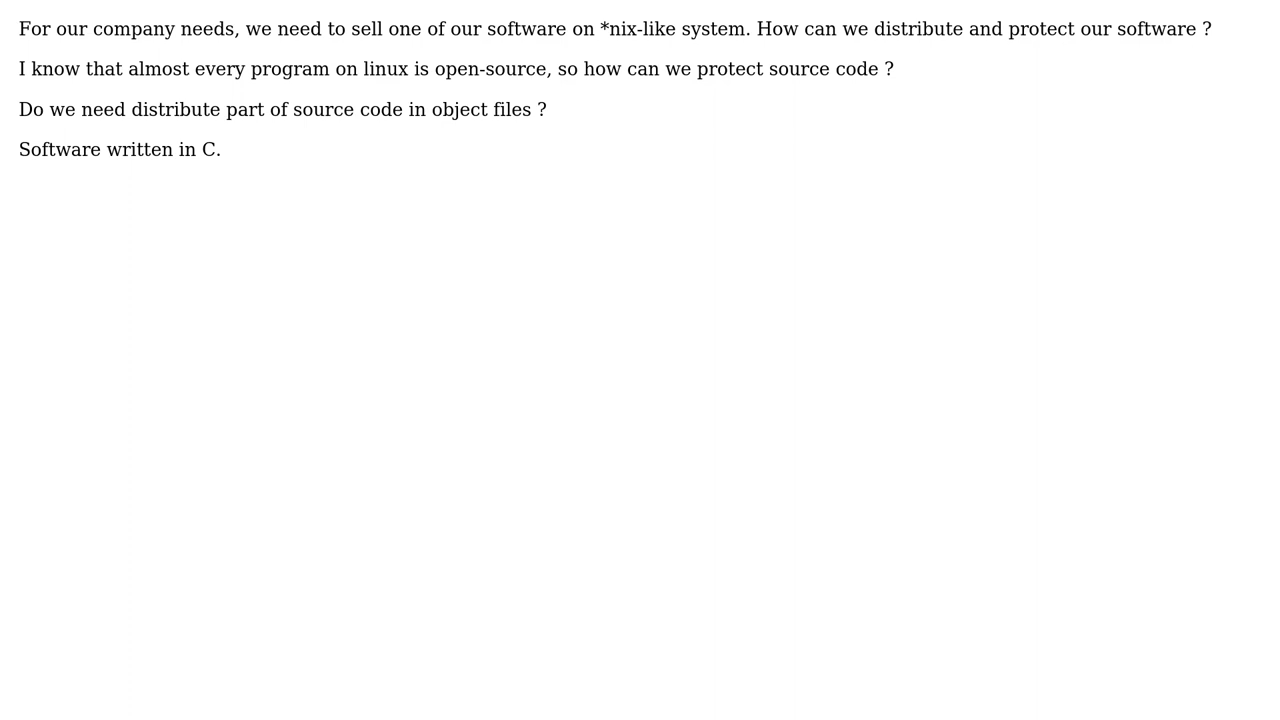 For our company needs, we need to sell one of our software on *nix-like system. How can we distribute and protect our software ?
I know that almost every program on linux is open-source, so how can we protect source code ?
Do we need distribute part of source code in object files ?
Software written in C.